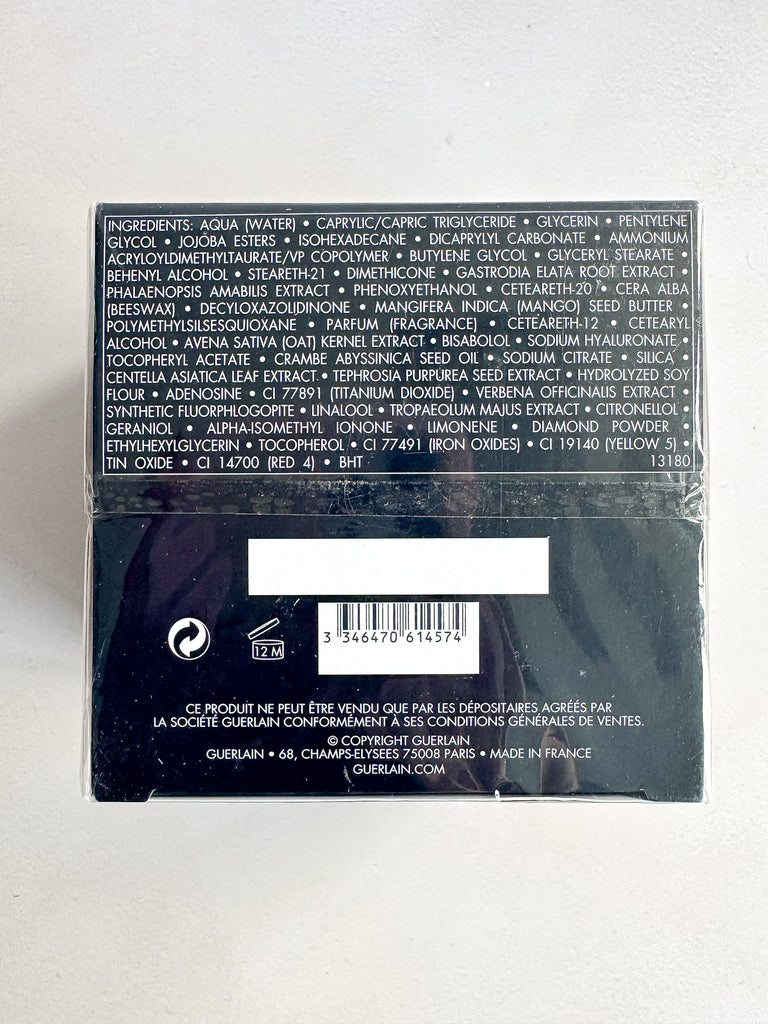 INGREDIENTS: AQUA (WATER) • CAPRYLIC/CAPRIC TRIGLYCERIDE • GLYCERIN • PENTYLENE
GLYCOL • JOJOBA ESTERS • ISOHEXADECANE • DICAPRYLYL CARBONATE • AMMONIUM
ACRYLOYLDIMETHYLTAURATE/VP COPOLYMER • BUTYLENE GLYCOL • GLYCERYL STEARATE •
BEHENYL ALCOHOL • STEARETH-21 • DIMETHICONE • GASTRODIA ELATA ROOT EXTRACT •
PHALAENOPSIS AMABILIS EXTRACT • PHENOXYETHANOL • CETEARETH-20 • CERA ALBA
(BEESWAX) • DECYLOXAZOLIDINONE • MANGIFERA INDICA (MANGO) SEED BUTTER •
POLYMETHYLSILSESQUIOXANE • PARFUM (FRAGRANCE) • CETEARETH-12 • CETEARYL
ALCOHOL • AVENA SATIVA (OAT) KERNEL EXTRACT • BISABOLOL • SODIUM HYALURONATE •
TOCOPHERYL ACETATE • CRAMBE ABYSSINICA SEED OIL • SODIUM CITRATE • SILICA •
CENTELLA ASIATICA LEAF EXTRACT • TEPHROSIA PURPUREA SEED EXTRACT • HYDROLYZED SOY
FLOUR • ADENOSINE • CI 77891 (TITANIUM DIOXIDE) • VERBENA OFFICINALIS EXTRACT •
SYNTHETIC FLUORPHLOGOPITE • LINALOOL • TROPAEOLUM MAJUS EXTRACT • CITRONELLOL •
GERANIOL • ALPHA-ISOMETHYL IONONE • LIMONENE • DIAMOND POWDER •
ETHYLHEXYLGLYCERIN • TOCOPHEROL • CI 77491 (IRON OXIDES) • CI 19140 (YELLOW 5) •
TIN OXIDE • CI 14700 (RED 4) • BHT 13180
12 M
3 346470 614574
CE PRODUIT NE PEUT ÊTRE VENDU QUE PAR LES DÉPOSITAIRES AGRÉÉS PAR
LA SOCIÉTÉ GUERLAIN CONFORMÉMENT À SES CONDITIONS GÉNÉRALES DE VENTES.
© COPYRIGHT GUERLAIN
GUERLAIN • 68, CHAMPS-ELYSEES 75008 PARIS • MADE IN FRANCE
GUERLAIN.COM